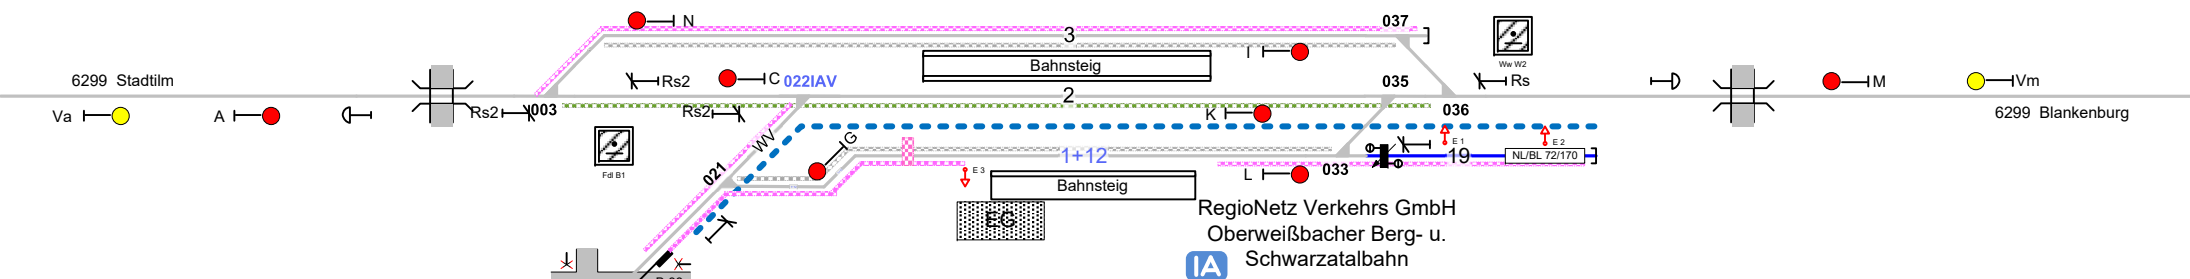 N
037
3
I
Ww W2
6299 Stadtilm
Rs2
C
022IAV
Bahnsteig
035
Rs
M
Vm
2
Va
A
Rs2
003
Rs2
K
036
6299 Blankenburg
WV
G
1+12
E 1
E 2
19
NL/BL 72/170
Fdl B1
021
E 3
L
033
Bahnsteig
EG
RegioNetz Verkehrs GmbH
Oberweißbacher Berg- u.
Schwarzatalbahn
IA